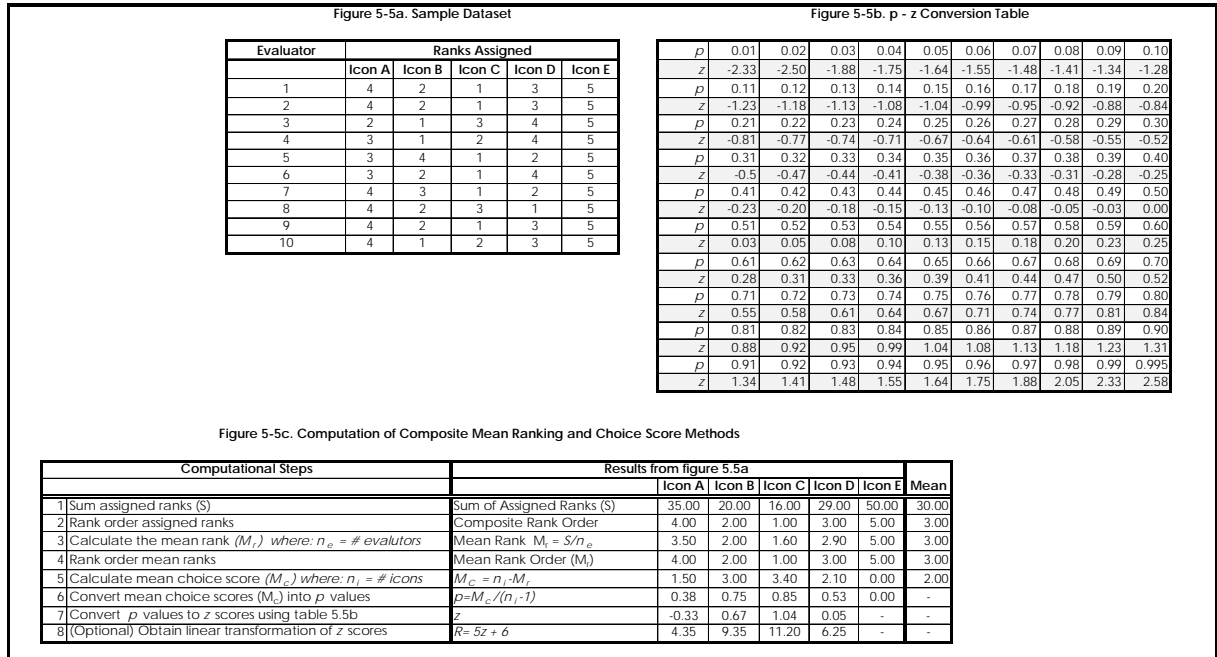 Figure 5-5a. Sample Dataset
Evaluator Ranks Assigned
Icon A Icon B Icon C Icon D Icon E
1 4 2 1 3 5
2 4 2 1 3 5
3 2 1 3 4 5
4 3 1 2 4 5
5 3 4 1 2 5
6 3 2 1 4 5
7 4 3 1 2 5
8 4 2 3 1 5
9 4 2 1 3 5
10 4 1 2 3 5
Figure 5-5b. p - z Conversion Table
p 0.01 0.02 0.03 0.04 0.05 0.06 0.07 0.08 0.09 0.10
z -2.33 -2.50 -1.88 -1.75 -1.64 -1.55 -1.48 -1.41 -1.34 -1.28
p 0.11 0.12 0.13 0.14 0.15 0.16 0.17 0.18 0.19 0.20
z -1.23 -1.18 -1.13 -1.08 -1.04 -0.99 -0.95 -0.92 -0.88 -0.84
p 0.21 0.22 0.23 0.24 0.25 0.26 0.27 0.28 0.29 0.30
z -0.81 -0.77 -0.74 -0.71 -0.67 -0.64 -0.61 -0.58 -0.55 -0.52
p 0.31 0.32 0.33 0.34 0.35 0.36 0.37 0.38 0.39 0.40
z -0.5 -0.47 -0.44 -0.41 -0.38 -0.36 -0.33 -0.31 -0.28 -0.25
p 0.41 0.42 0.43 0.44 0.45 0.46 0.47 0.48 0.49 0.50
z -0.23 -0.20 -0.18 -0.15 -0.13 -0.10 -0.08 -0.05 -0.03 0.00
p 0.51 0.52 0.53 0.54 0.55 0.56 0.57 0.58 0.59 0.60
z 0.03 0.05 0.08 0.10 0.13 0.15 0.18 0.20 0.23 0.25
p 0.61 0.62 0.63 0.64 0.65 0.66 0.67 0.68 0.69 0.70
z 0.28 0.31 0.33 0.36 0.39 0.41 0.44 0.47 0.50 0.52
p 0.71 0.72 0.73 0.74 0.75 0.76 0.77 0.78 0.79 0.80
z 0.55 0.58 0.61 0.64 0.67 0.71 0.74 0.77 0.81 0.84
p 0.81 0.82 0.83 0.84 0.85 0.86 0.87 0.88 0.89 0.90
z 0.88 0.92 0.95 0.99 1.04 1.08 1.13 1.18 1.23 1.31
p 0.91 0.92 0.93 0.94 0.95 0.96 0.97 0.98 0.99 0.995
z 1.34 1.41 1.48 1.55 1.64 1.75 1.88 2.05 2.33 2.58
Figure 5-5c. Computation of Composite Mean Ranking and Choice Score Methods
Computational Steps Results from figure 5.5a
Icon A Icon B Icon C Icon D Icon E Mean
1 Sum assigned ranks (S) Sum of Assigned Ranks (S) 35.00 20.00 16.00 29.00 50.00 30.00
2 Rank order assigned ranks Composite Rank Order 4.00 2.00 1.00 3.00 5.00 3.00
3 Calculate the mean rank (Mr) where: ne = # evalutors Mean Rank Mr = S/ne 3.50 2.00 1.60 2.90 5.00 3.00
4 Rank order mean ranks Mean Rank Order (Mr) 4.00 2.00 1.00 3.00 5.00 3.00
5 Calculate mean choice score (Mc) where: ni = # icons MC = ni-Mr 1.50 3.00 3.40 2.10 0.00 2.00
6 Convert mean choice scores (Mc) into p values p=Mc/(ni-1) 0.38 0.75 0.85 0.53 0.00 -
7 Convert p values to z scores using table 5.5b z -0.33 0.67 1.04 0.05 - -
8 (Optional) Obtain linear transformation of z scores R= 5z + 6 4.35 9.35 11.20 6.25 - -